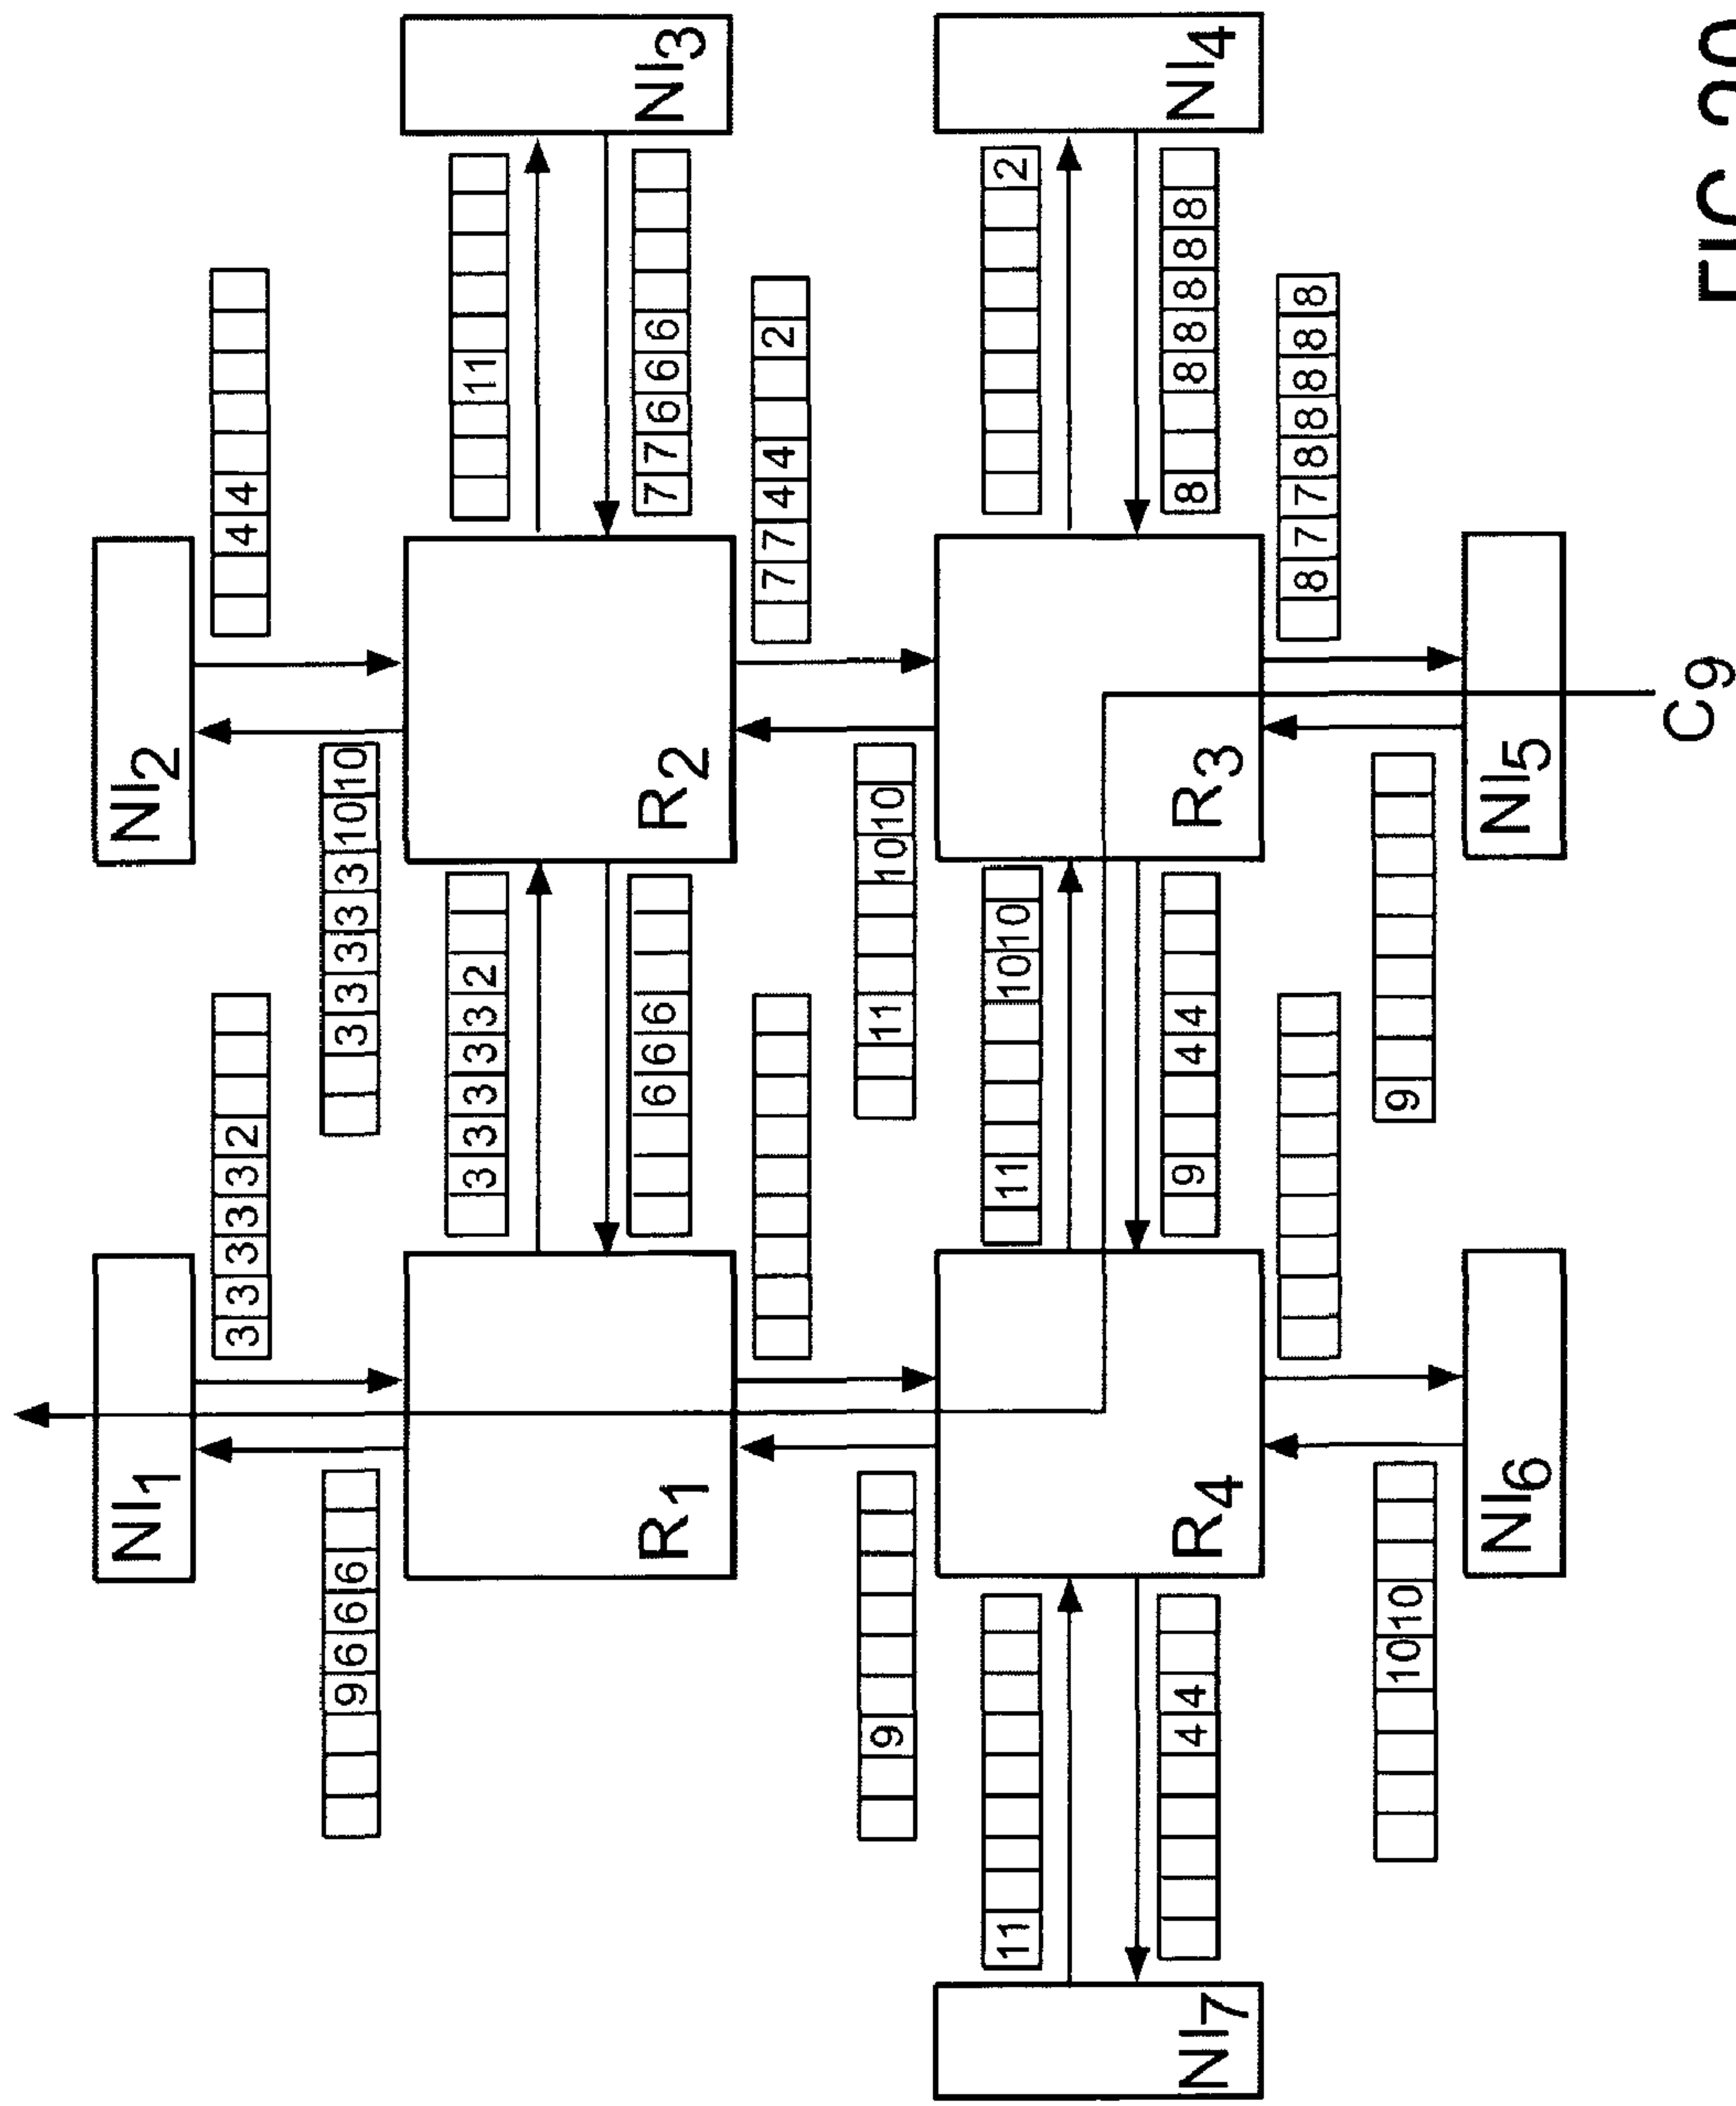 NI1
NI2
3 3 3 3 3 2
4 4
9 6 6 6
3 3 3 3 3 10 10
3 3 3 3 3 2
11
R1
6 6 6
R2
7 7 6 6 6
NI3
7 7 4 4 2
9
11 10 10
11
11 10 10
2
NI7
4 4
R4
9 4 4
R3
8 8 8 8 8 8
NI4
8 7 7 8 8 8 8 8
10 10
9
NI6
NI5
C9